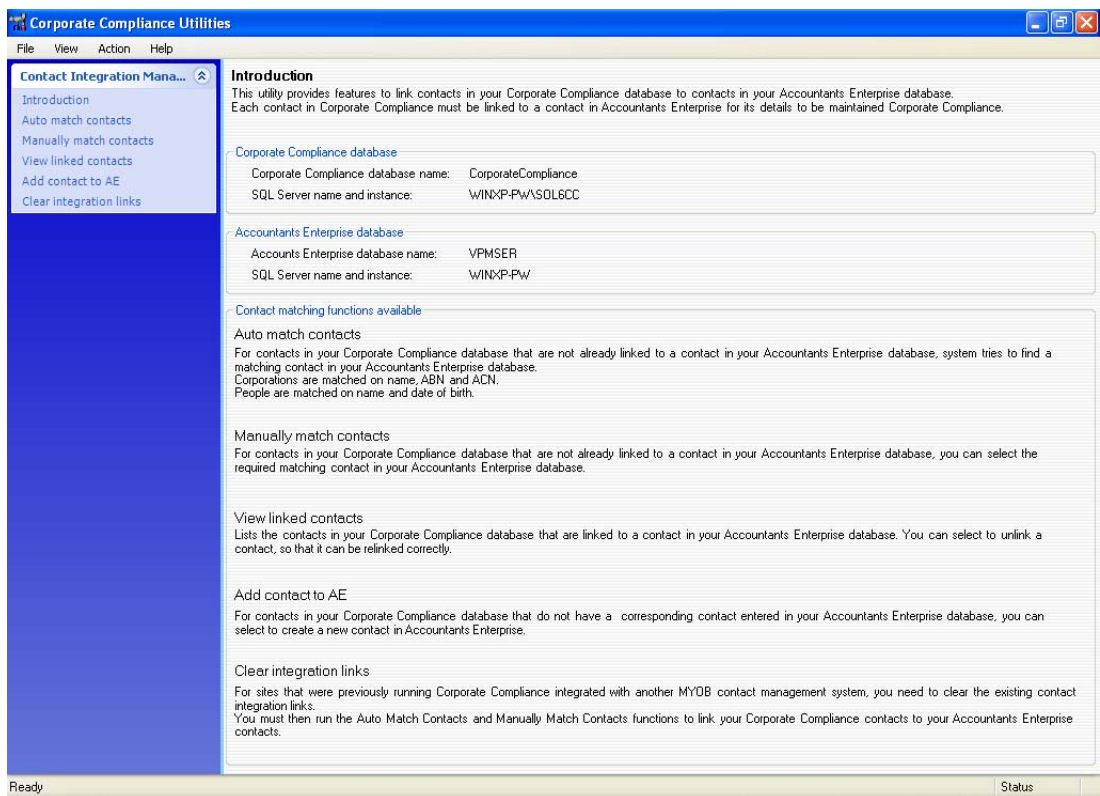 Corporate Compliance Utilities
File View Action Help
Contact Integration Mana...
Introduction
Auto match contacts
Manually match contacts
View linked contacts
Add contact to AE
Clear integration links
Introduction
This utility provides features to link contacts in your Corporate Compliance database to contacts in your Accountants Enterprise database.
Each contact in Corporate Compliance must be linked to a contact in Accountants Enterprise for its details to be maintained Corporate Compliance.
Corporate Compliance database
Corporate Compliance database name: CorporateCompliance
SQL Server name and instance: WINXP-PW\SOL6CC
Accountants Enterprise database
Accounts Enterprise database name: VPMSER
SQL Server name and instance: WINXP-PW
Contact matching functions available
Auto match contacts
For contacts in your Corporate Compliance database that are not already linked to a contact in your Accountants Enterprise database, system tries to find a
matching contact in your Accountants Enterprise database.
Corporations are matched on name, ABN and ACN.
People are matched on name and date of birth.
Manually match contacts
For contacts in your Corporate Compliance database that are not already linked to a contact in your Accountants Enterprise database, you can select the
required matching contact in your Accountants Enterprise database.
View linked contacts
Lists the contacts in your Corporate Compliance database that are linked to a contact in your Accountants Enterprise database. You can select to unlink a
contact, so that it can be relinked correctly.
Add contact to AE
For contacts in your Corporate Compliance database that do not have a corresponding contact entered in your Accountants Enterprise database, you can
select to create a new contact in Accountants Enterprise.
Clear integration links
For sites that were previously running Corporate Compliance integrated with another MYOB contact management system, you need to clear the existing contact
integration links.
You must then run the Auto Match Contacts and Manually Match Contacts functions to link your Corporate Compliance contacts to your Accountants Enterprise
contacts.
Ready Status